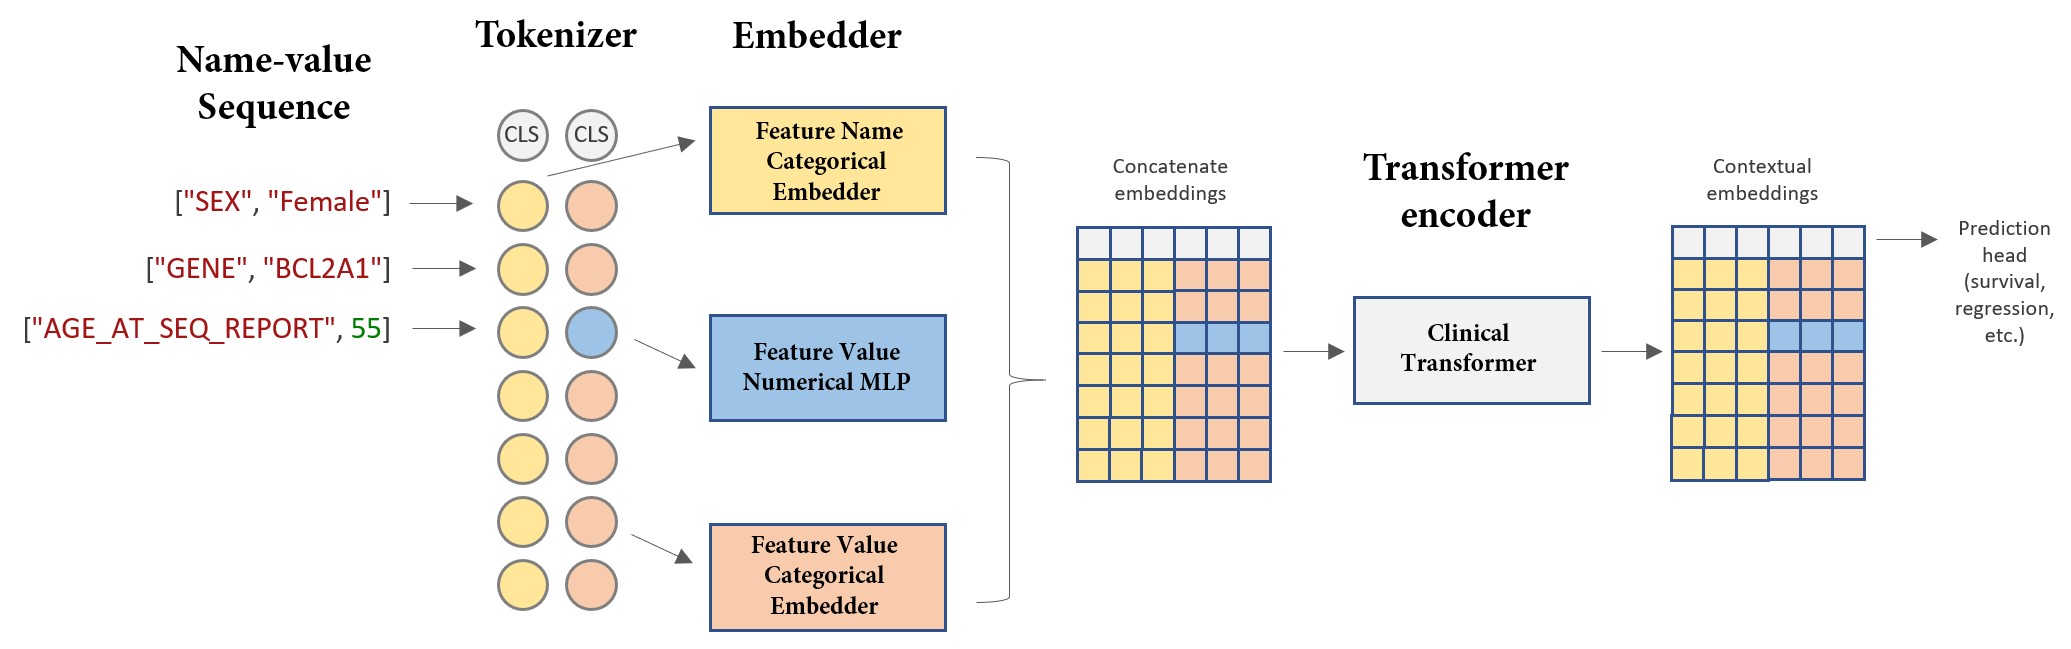 Name-value
Sequence
["SEX", "Female"]
["GENE", "BCL2A1"]
["AGE_AT_SEQ_REPORT", 55]
Tokenizer
CLS CLS
Embedder
Feature Name
Categorical
Embedder
Feature Value
Numerical MLP
Feature Value
Categorical
Embedder
Concatenate
embeddings
Transformer
encoder
Clinical
Transformer
Contextual
embeddings
Prediction
head
(survival,
regression,
etc.)